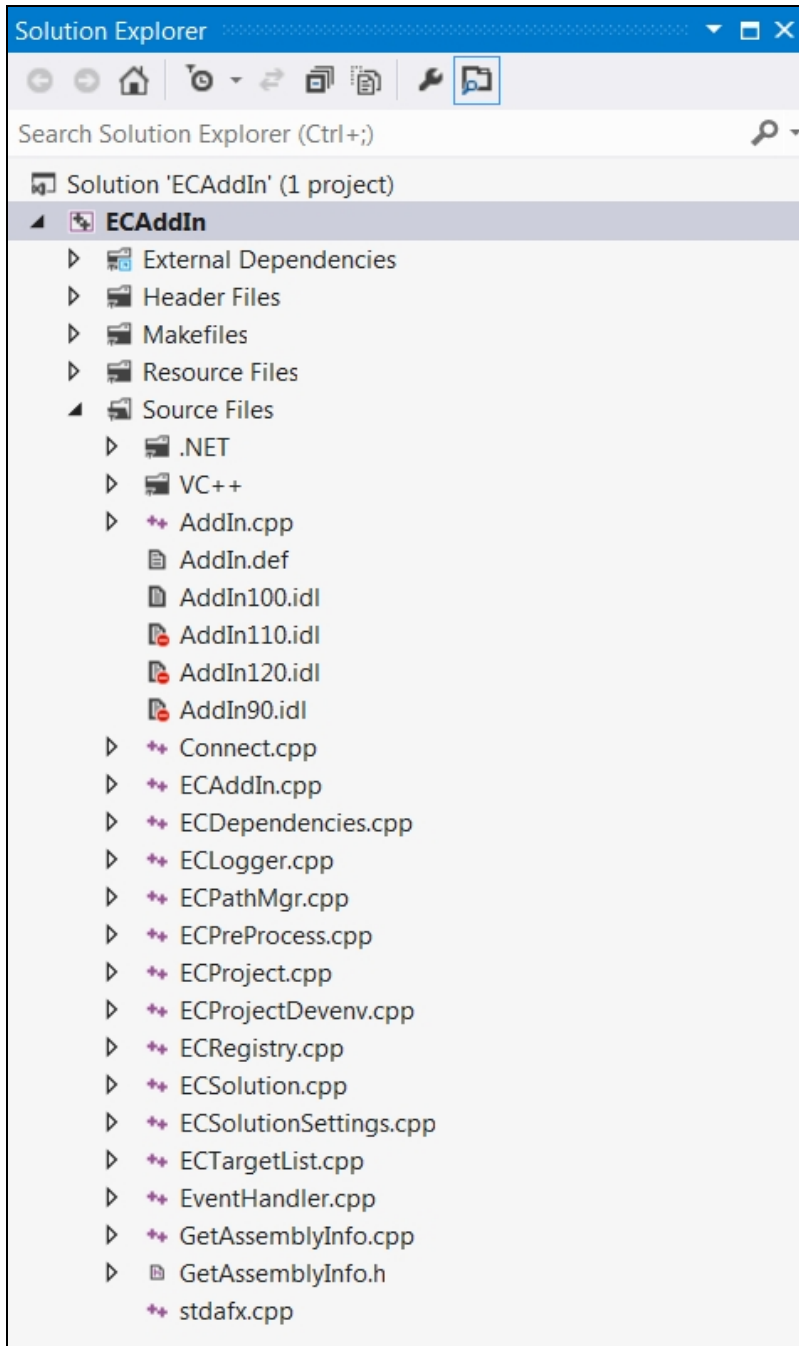 Solution Explorer
Search Solution Explorer (Ctrl+;)
Solution 'ECAddIn' (1 project)
ECAddIn
External Dependencies
Header Files
Makefiles
Resource Files
Source Files
.NET
VC++
AddIn.cpp
AddIn.def
AddIn100.idl
AddIn110.idl
AddIn120.idl
AddIn90.idl
Connect.cpp
ECAddIn.cpp
ECDependencies.cpp
ECLogger.cpp
ECPathMgr.cpp
ECPreProcess.cpp
ECProject.cpp
ECProjectDevenv.cpp
ECRegistry.cpp
ECSolution.cpp
ECSolutionSettings.cpp
ECTargetList.cpp
EventHandler.cpp
GetAssemblyInfo.cpp
GetAssemblyInfo.h
stdafx.cpp